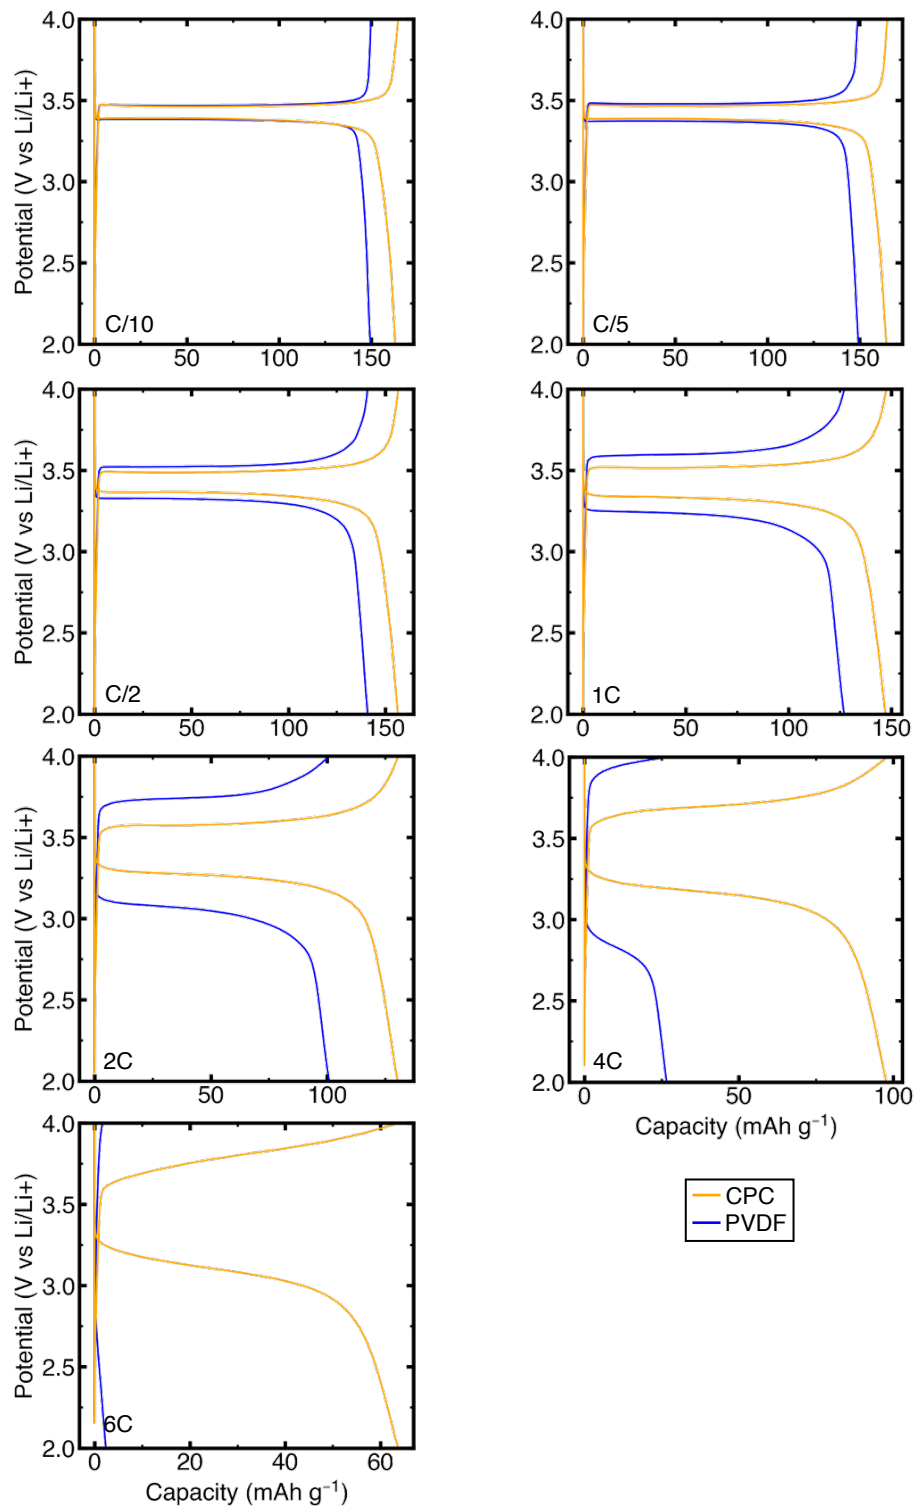 4.0
3.5
3.0
2.5
2.0
Potential (V vs Li/Li+)
C/10
0 50 100 150
4.0
3.5
3.0
2.5
2.0
C/5
0 50 100 150
4.0
3.5
3.0
2.5
2.0
Potential (V vs Li/Li+)
C/2
0 50 100 150
4.0
3.5
3.0
2.5
2.0
1C
0 50 100 150
4.0
3.5
3.0
2.5
2.0
Potential (V vs Li/Li+)
2C
0 50 100
4.0
3.5
3.0
2.5
2.0
4C
0 50 100
Capacity (mAh g⁻¹)
4.0
3.5
3.0
2.5
2.0
Potential (V vs Li/Li+)
6C
0 20 40 60
Capacity (mAh g⁻¹)
CPC
PVDF